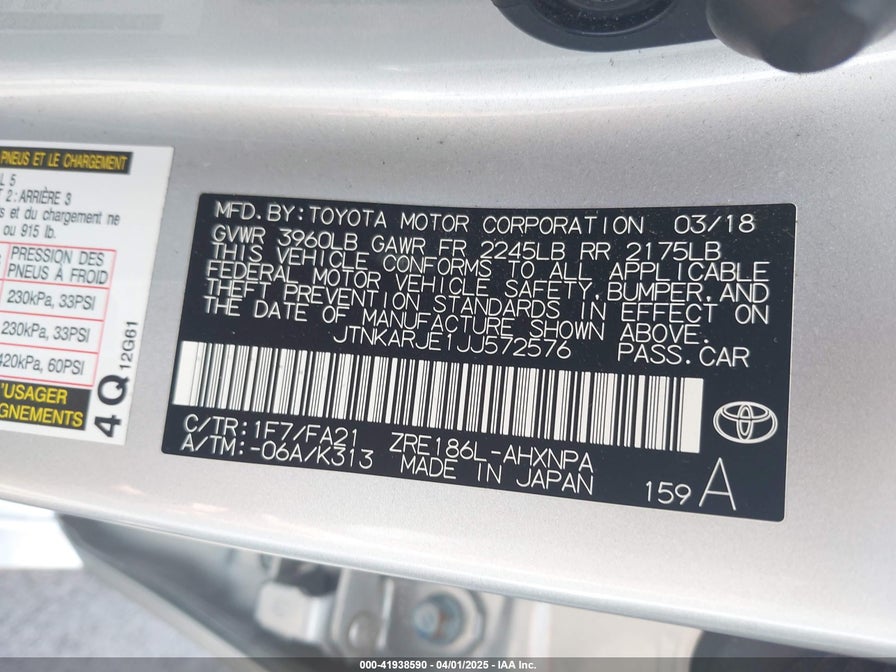 PNEUS ET LE CHARGEMENT
L 5
T 2 : ARRIÈRE 3
s et du chargement ne
ou 915 lb.
PRESSION DES
PNEUS À FROID
230kPa, 33PSI
230kPa, 33PSI
420kPa, 60PSI
'USAGER
GNEMENTS
4Q 12G61
MFD. BY: TOYOTA MOTOR CORPORATION 03/18
GVWR 3960LB GAWR FR 2245LB RR 2175LB
THIS VEHICLE CONFORMS TO ALL APPLICABLE
FEDERAL MOTOR VEHICLE SAFETY, BUMPER, AND
THEFT PREVENTION STANDARDS IN EFFECT ON
THE DATE OF MANUFACTURE SHOWN ABOVE.
JTNKARJE1JJ572576 PASS. CAR
C/TR: 1F7/FA21 ZRE186L-AHXNPA
A/TM: -06A/K313 MADE IN JAPAN
159 A
TOYOTA
000-41938590 - 04/01/2025 - IAA Inc.